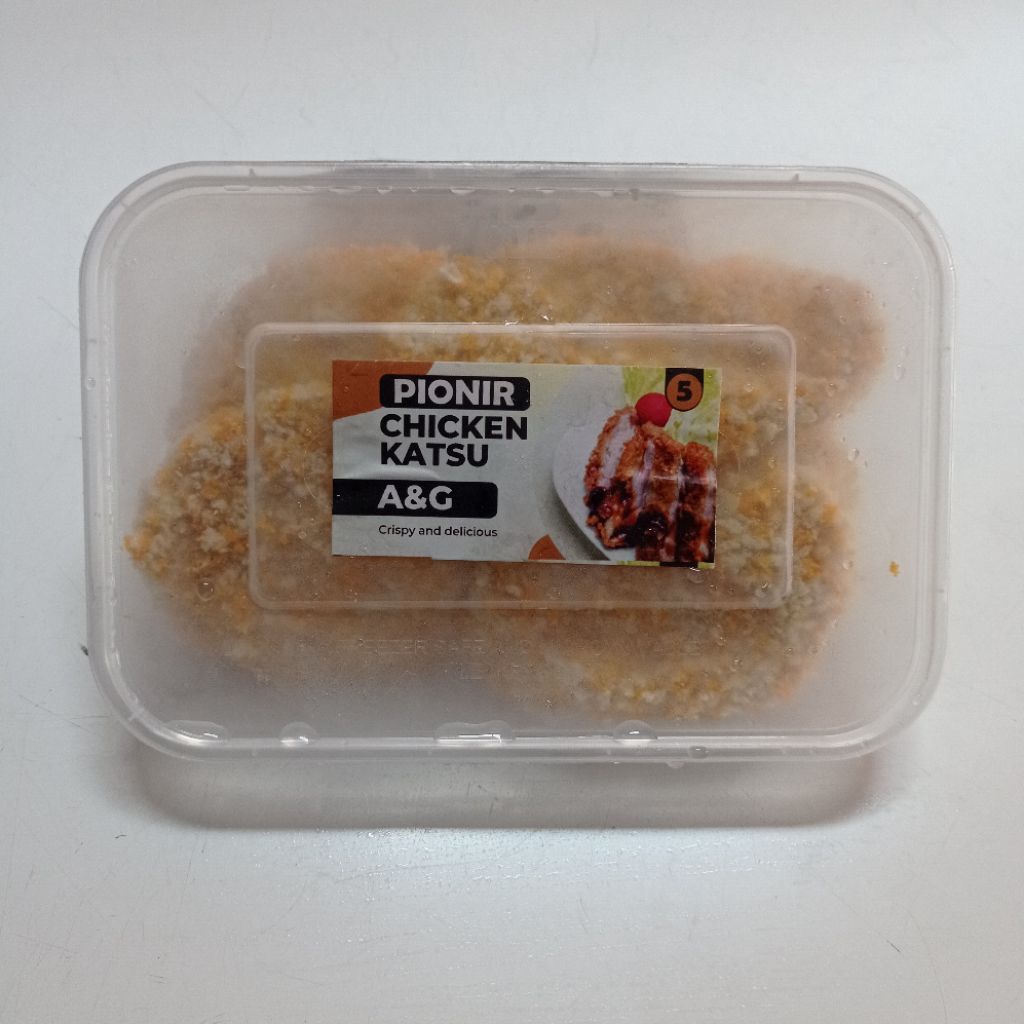 PIONIR
CHICKEN
KATSU
A&G
Crispy and delicious
5